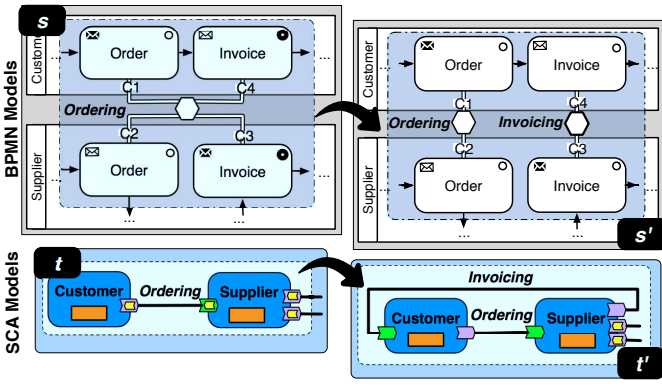 BPMN Models
s
Customer
Order
Invoice
...
...
C1
C4
Ordering
C2
C3
Supplier
Order
Invoice
...
...
...
...
Customer
Order
Invoice
...
...
C1
C4
Ordering
Invoicing
C2
C3
Supplier
Order
Invoice
...
...
...
...
s'
SCA Models
t
Customer
Ordering
Supplier
Invoicing
Customer
Ordering
Supplier
t'